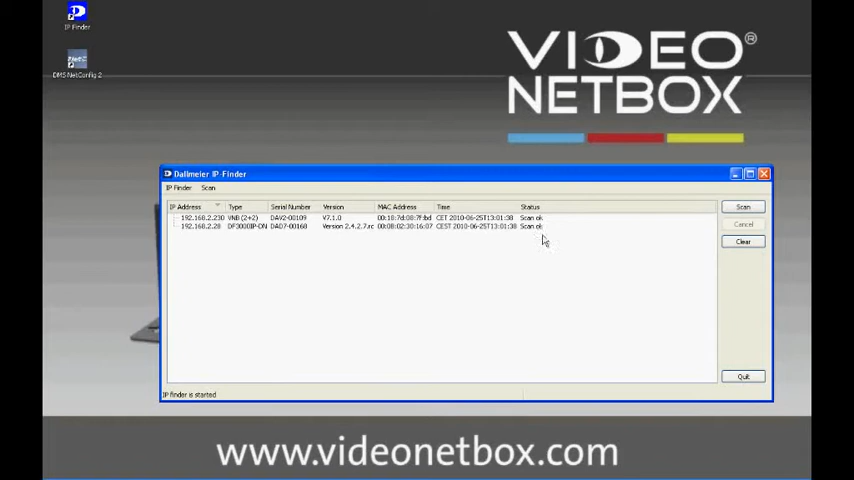 IP Finder
DMS NetConfig 2
VIDEO NETBOX ®
Dallmeier IP-Finder
IP Finder Scan
IP Address Type Serial Number Version MAC Address Time Status
192.168.2.230 VNB (2+2) DAV2-00109 V7.1.0 00:18:7d:08:7f:bd CET 2010-06-25T13:01:38 Scan ok
192.168.2.28 DF3000IP-DN DAD7-00168 Version 2.4.2.7.rc 00:08:02:30:16:07 CEST 2010-06-25T13:01:38 Scan ok
Scan
Cancel
Clear
Quit
IP finder is started
www.videonetbox.com